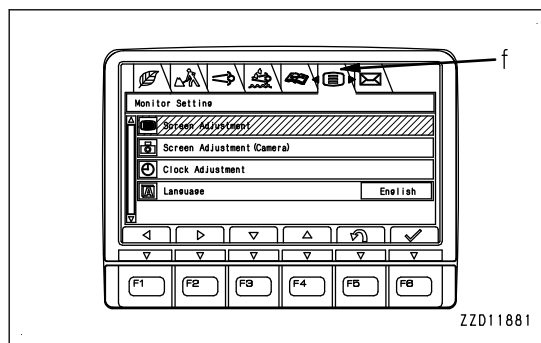 f
Monitor Setting
Screen Adjustment
Screen Adjustment (Camera)
Clock Adjustment
A Language English
F1 F2 F3 F4 F5 F6
ZZD11881